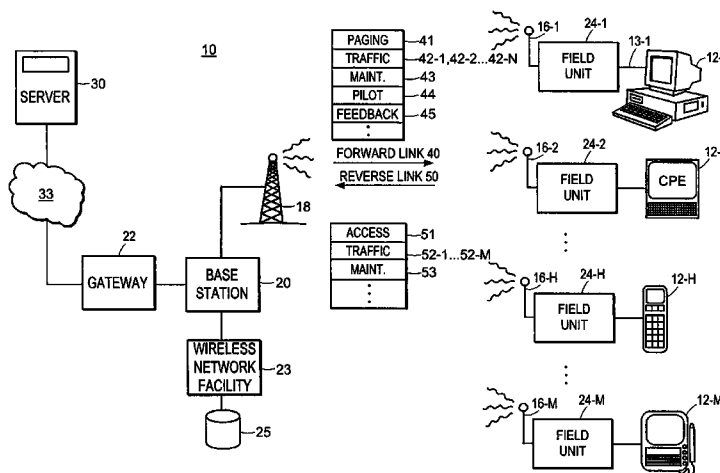 10
30
SERVER
33
22
GATEWAY
BASE
STATION
20
WIRELESS
NETWORK
FACILITY
23
25
18
PAGING
41
TRAFFIC
42-1,42-2...42-N
MAINT.
43
PILOT
44
FEEDBACK
45
FORWARD LINK 40
REVERSE LINK 50
ACCESS
51
TRAFFIC
52-1...52-M
MAINT.
53
16-1
24-1
FIELD
UNIT
13-1
12-
16-2
24-2
FIELD
UNIT
CPE
12-
16-H
24-H
FIELD
UNIT
12-H
16-M
24-M
FIELD
UNIT
12-M